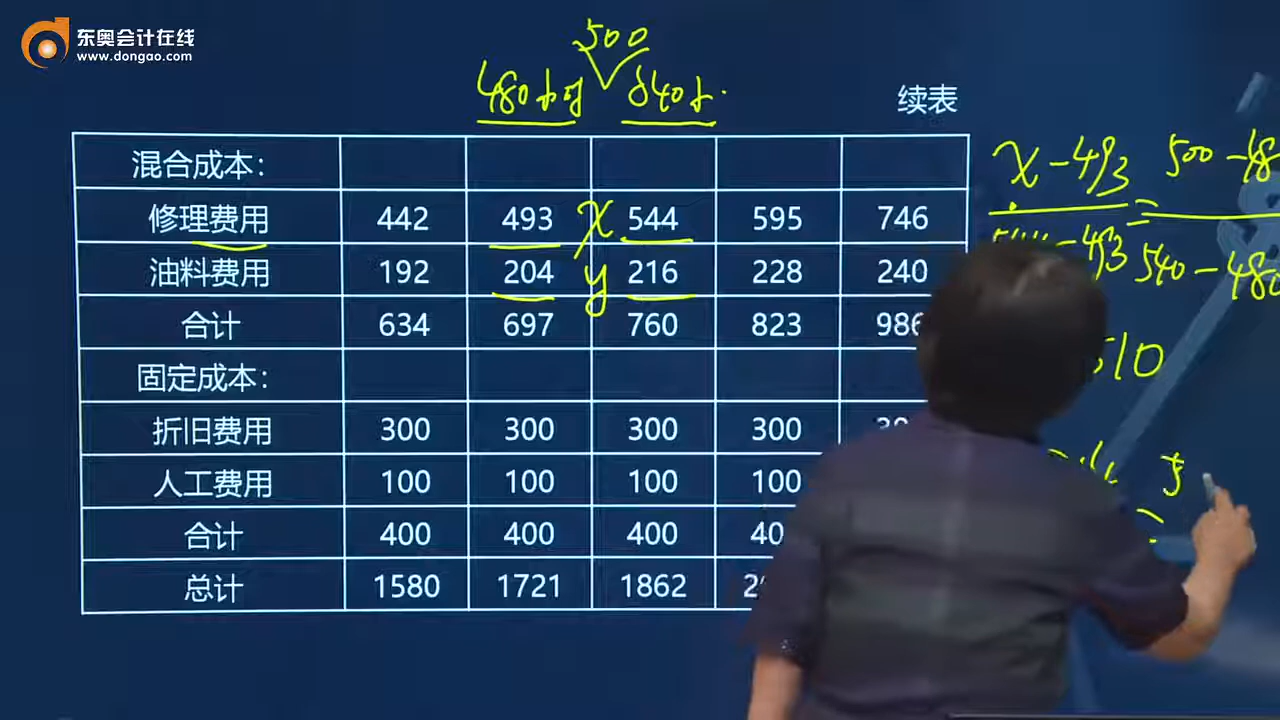 东奥会计在线
www.dongao.com
500
480小时 540小
续表
混合成本：
修理费用 442 493 x 544 595 746
油料费用 192 204 y 216 228 240
合计 634 697 760 823 986
固定成本：
折旧费用 300 300 300 300
人工费用 100 100 100 100
合计 400 400 400 40
总计 1580 1721 1862
x-493 500-48
-493 = 540-480
510